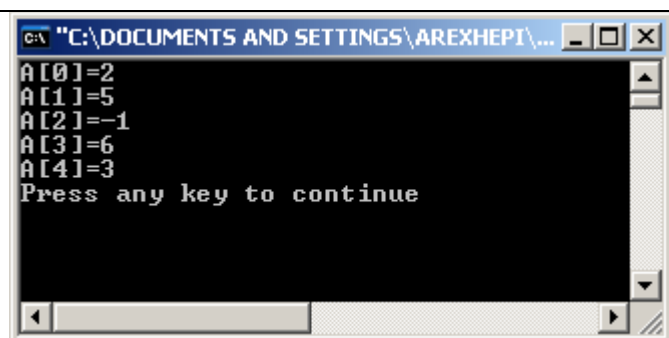 "C:\DOCUMENTS AND SETTINGS\AREXHEPI\...
A[0]=2
A[1]=5
A[2]=-1
A[3]=6
A[4]=3
Press any key to continue